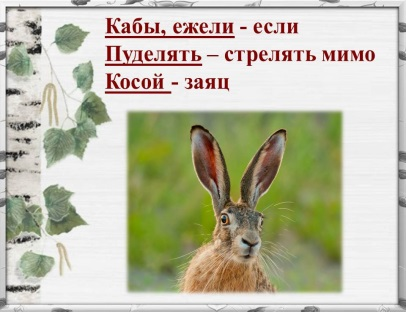 Кабы, ежели - если
Пуделять – стрелять мимо
Косой - заяц